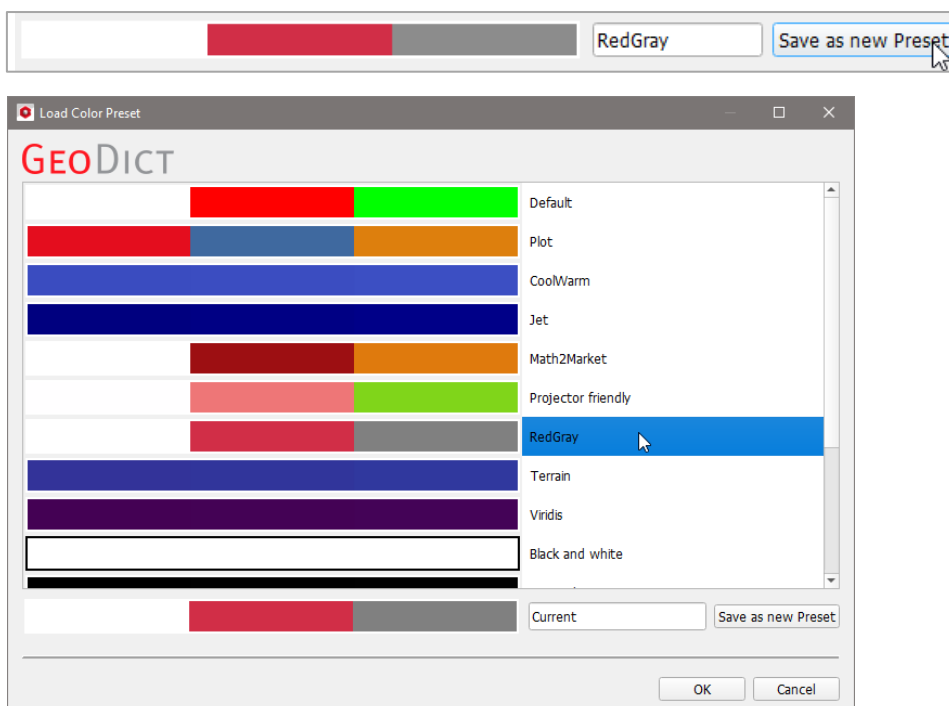 RedGray Save as new Preset
Load Color Preset
GEODICT
Default
Plot
CoolWarm
Jet
Math2Market
Projector friendly
RedGray
Terrain
Viridis
Black and white
Current Save as new Preset
OK Cancel